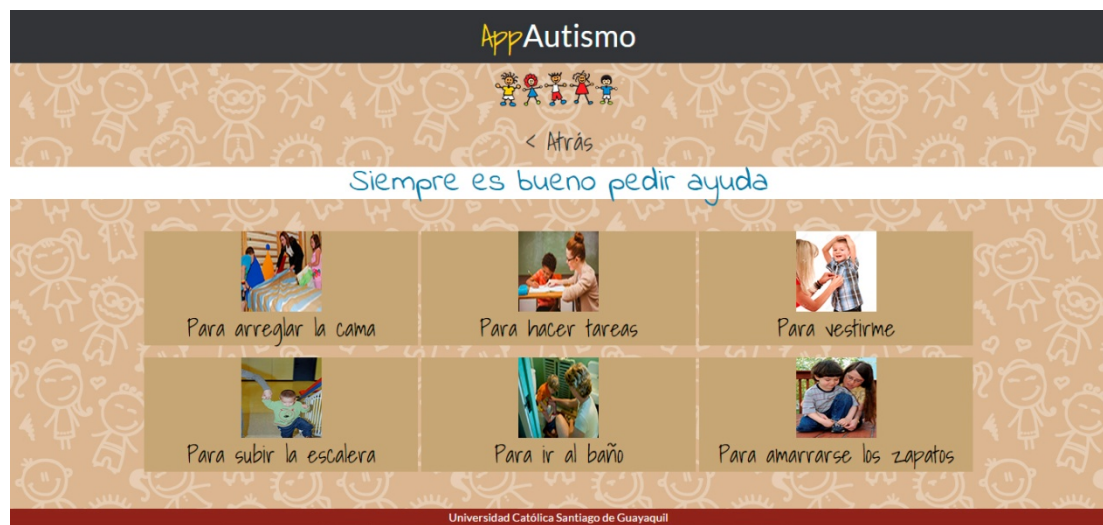 AppAutismo
< Atrás
Siempre es bueno pedir ayuda
Para arreglar la cama
Para hacer tareas
Para vestirme
Para subir la escalera
Para ir al baño
Para amarrarse los zapatos
Universidad Católica Santiago de Guayaquil